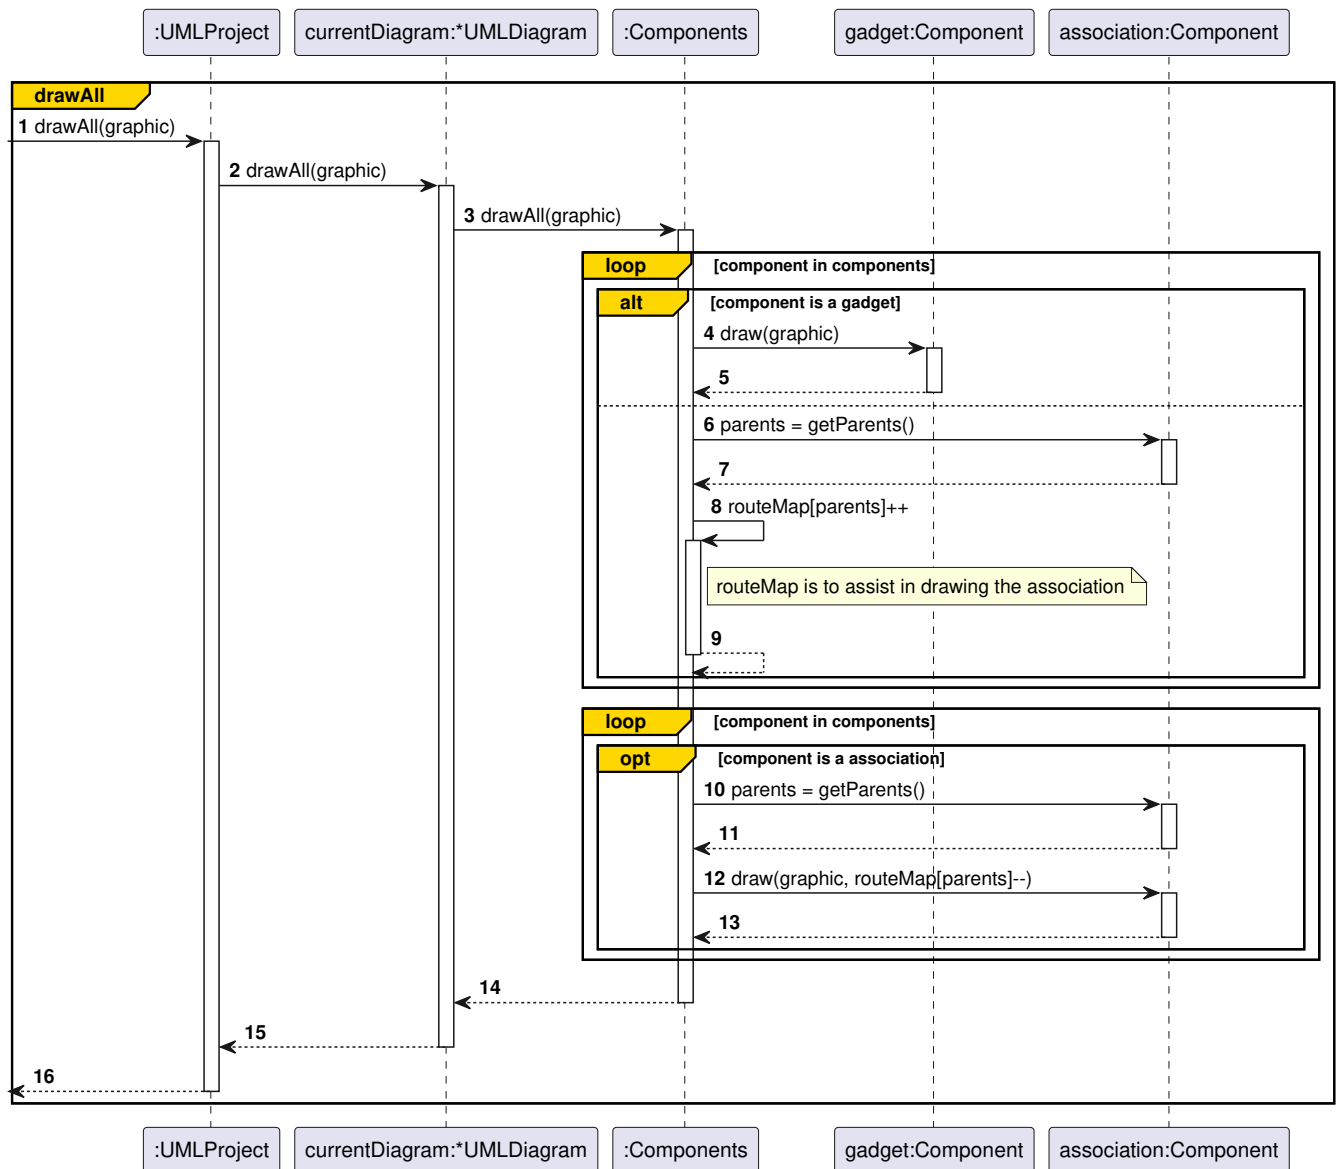 :UMLProject
currentDiagram:*UMLDiagram
:Components
gadget:Component
association:Component
drawAll
1 drawAll(graphic)
2 drawAll(graphic)
3 drawAll(graphic)
loop [component in components]
alt [component is a gadget]
4 draw(graphic)
5
6 parents = getParents()
7
8 routeMap[parents]++
routeMap is to assist in drawing the association
9
loop [component in components]
opt [component is a association]
10 parents = getParents()
11
12 draw(graphic, routeMap[parents]--)
13
14
15
16
:UMLProject
currentDiagram:*UMLDiagram
:Components
gadget:Component
association:Component